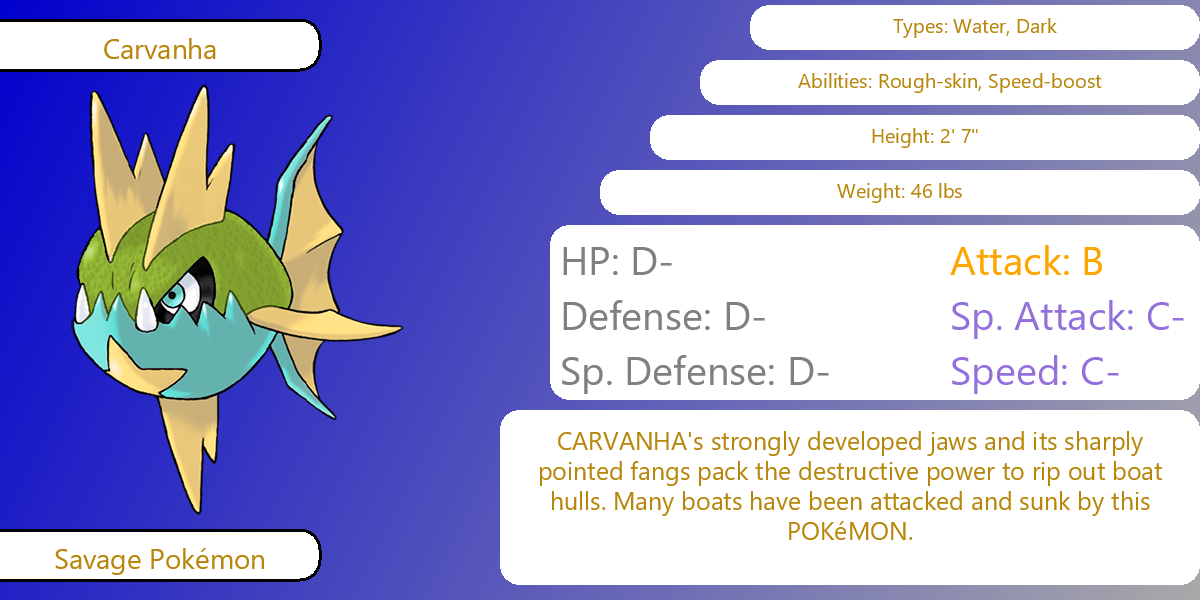 Carvanha
Types: Water, Dark
Abilities: Rough-skin, Speed-boost
Height: 2' 7"
Weight: 46 lbs
HP: D-
Attack: B
Defense: D-
Sp. Attack: C-
Sp. Defense: D-
Speed: C-
CARVANHA's strongly developed jaws and its sharply
pointed fangs pack the destructive power to rip out boat
hulls. Many boats have been attacked and sunk by this
POKéMON.
Savage Pokémon